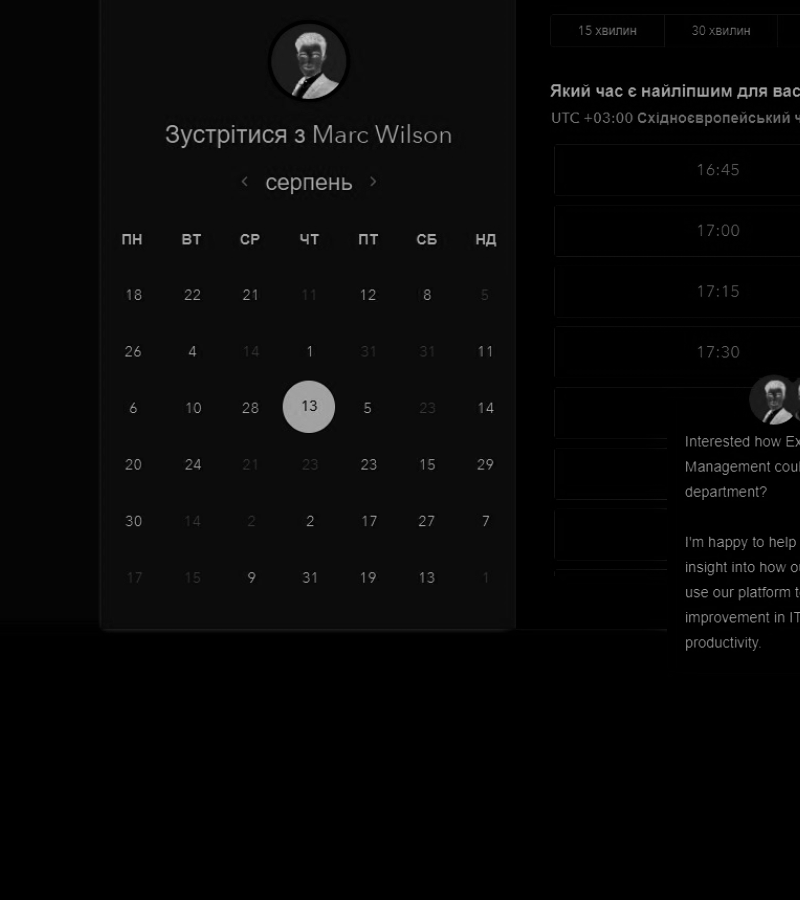 Зустрітися з Marc Wilson
серпень
ПН ВТ СР ЧТ ПТ СБ НД
18 22 21 11 12 8 5
26 4 14 1 31 31 11
6 10 28 13 5 23 14
20 24 21 23 23 15 29
30 14 2 2 17 27 7
17 15 9 31 19 13 1
15 хвилин 30 хвилин
Який час є найліпшим для вас
UTC +03:00 Східноєвропейський ч
16:45
17:00
17:15
17:30
Interested how Ex
Management coul
department?
I'm happy to help
insight into how ou
use our platform to
improvement in IT
productivity.